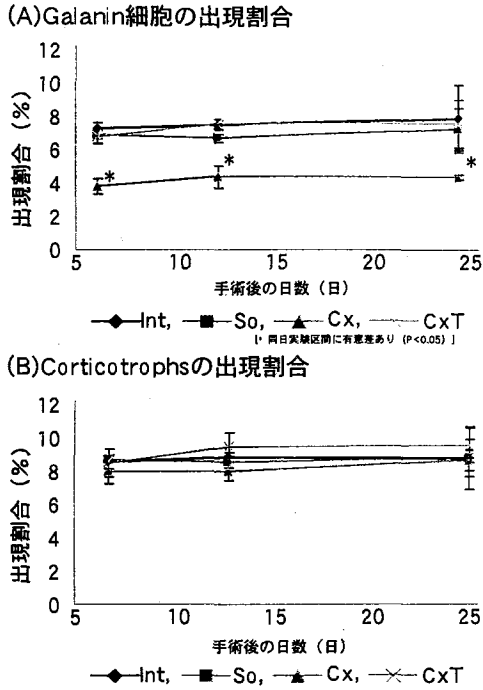 (A)Galanin細胞の出現割合
12
10
8
6
4
2
0
出現割合 (%)
*
*
*
5 10 15 20 25
手術後の日数（日）
Int, So, Cx, CxT
[* 同日実験区間に有意差あり (P<0.05) ]
(B)Corticotrophsの出現割合
12
10
8
6
4
2
0
出現割合 (%)
5 10 15 20 25
手術後の日数（日）
Int, So, Cx, CxT